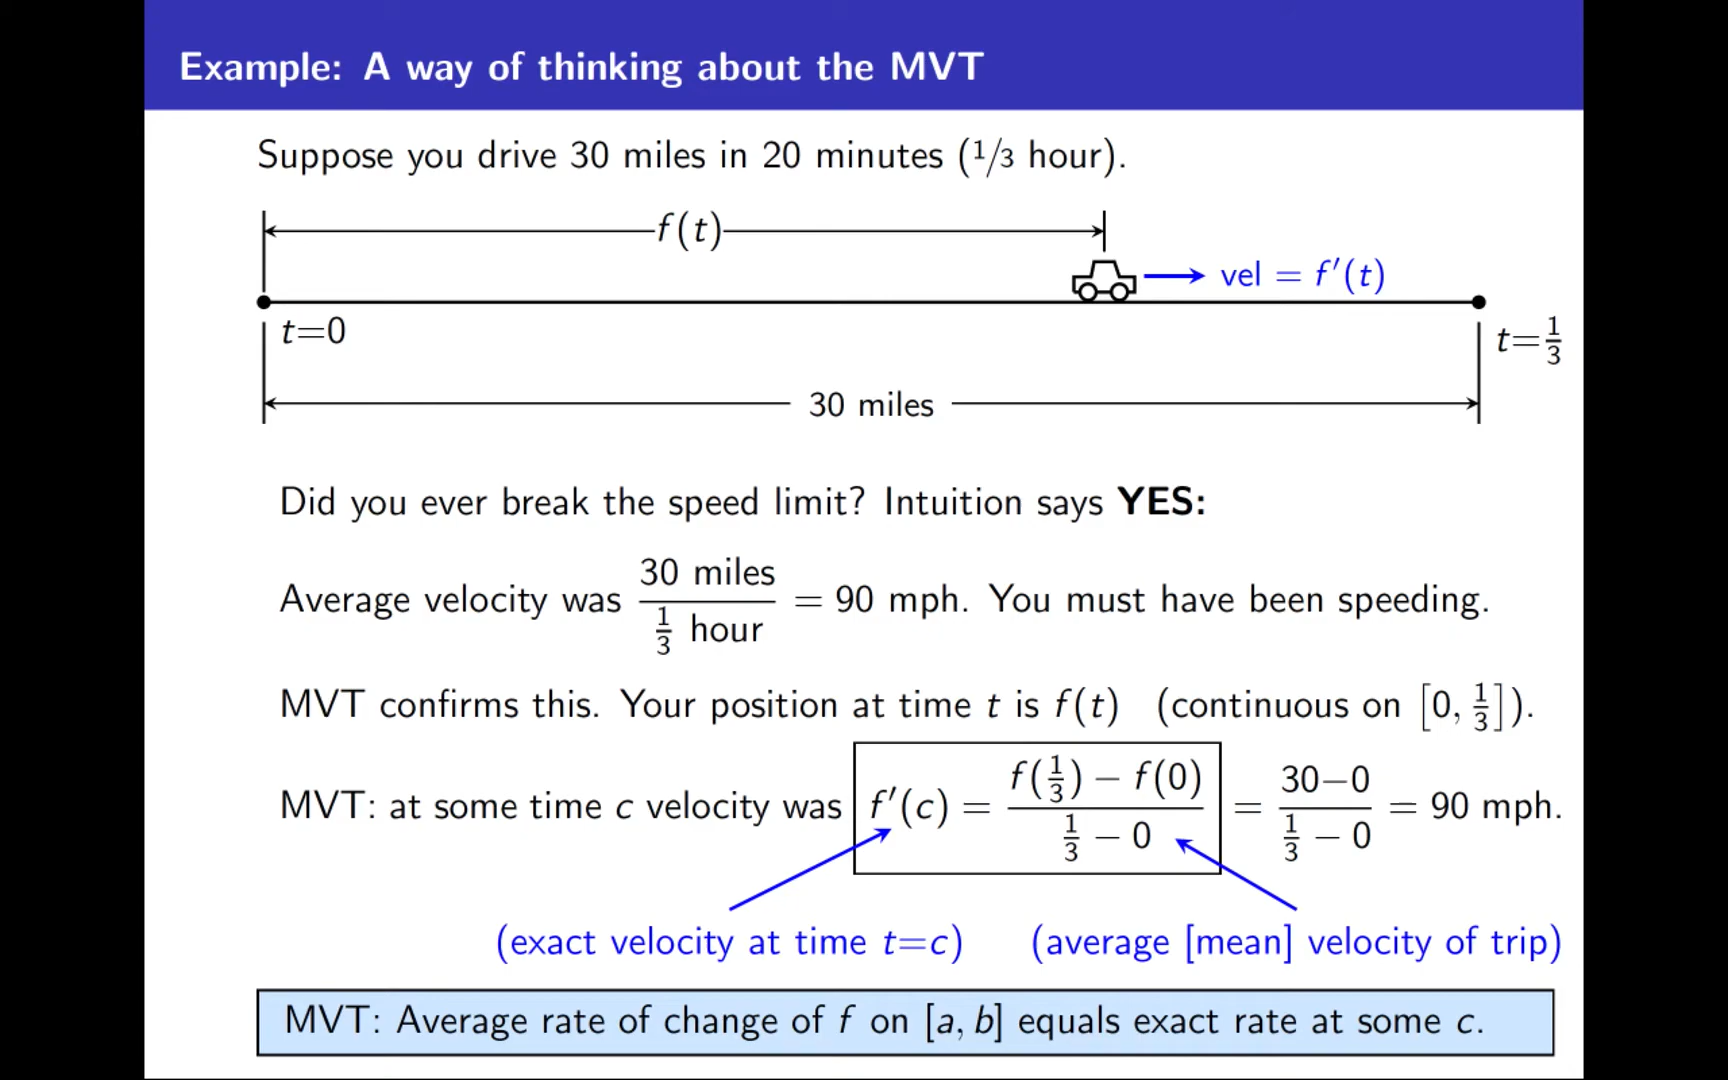 Example: A way of thinking about the MVT
Suppose you drive 30 miles in 20 minutes (1/3 hour).
f(t)
vel = f′(t)
t=0
t=1/3
30 miles
Did you ever break the speed limit? Intuition says YES:
Average velocity was 30 miles / 1/3 hour = 90 mph. You must have been speeding.
MVT confirms this. Your position at time t is f(t) (continuous on [0, 1/3]).
MVT: at some time c velocity was f′(c) = f(1/3) − f(0) / 1/3 − 0 = 30−0 / 1/3 − 0 = 90 mph.
(exact velocity at time t=c) (average [mean] velocity of trip)
MVT: Average rate of change of f on [a, b] equals exact rate at some c.